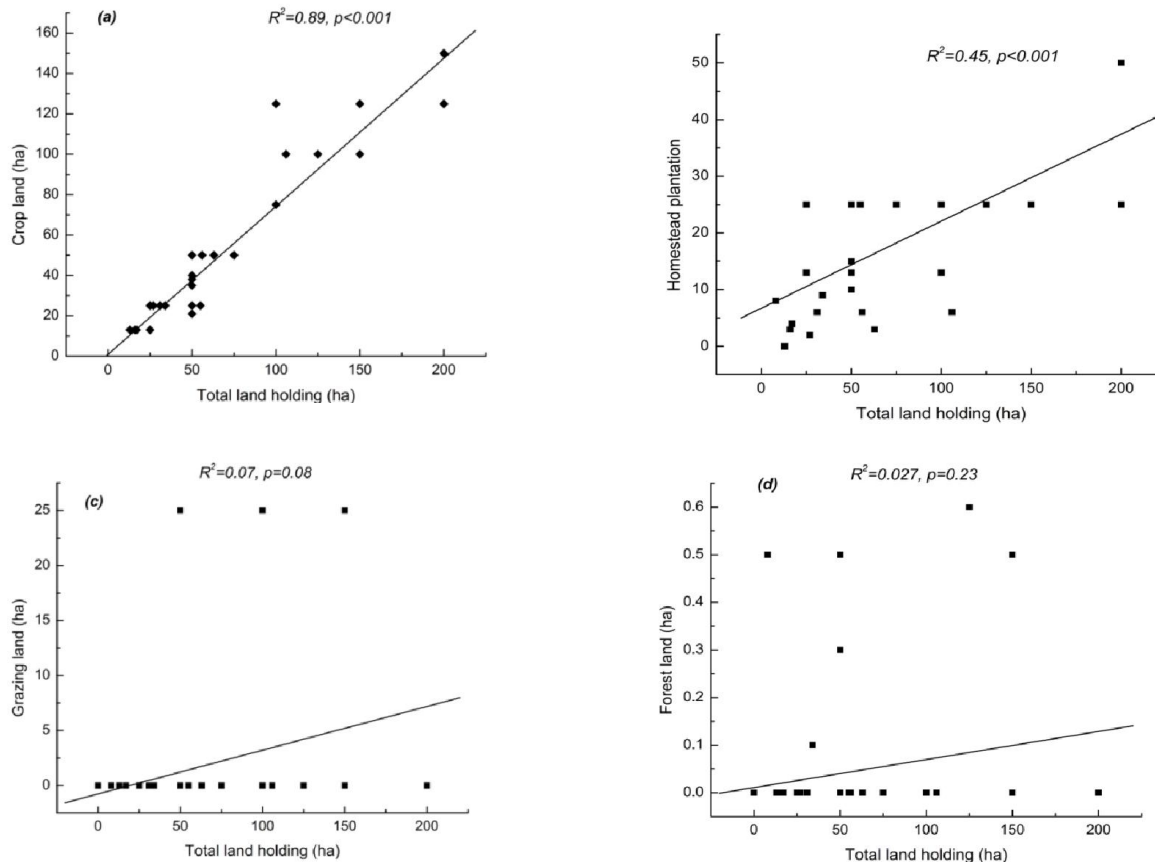 (a)
R²=0.89, p<0.001
160
140
120
100
80
60
40
20
0
Crop land (ha)
0 50 100 150 200
Total land holding (ha)
R²=0.45, p<0.001
50
40
30
20
10
0
Homestead plantation
0 50 100 150 200
Total land holding (ha)
R²=0.07, p=0.08
(c)
25
20
15
10
5
0
Grazing land (ha)
0 50 100 150 200
Total land holding (ha)
R²=0.027, p=0.23
(d)
0.6
0.5
0.4
0.3
0.2
0.1
0.0
Forest land (ha)
0 50 100 150 200
Total land holding (ha)